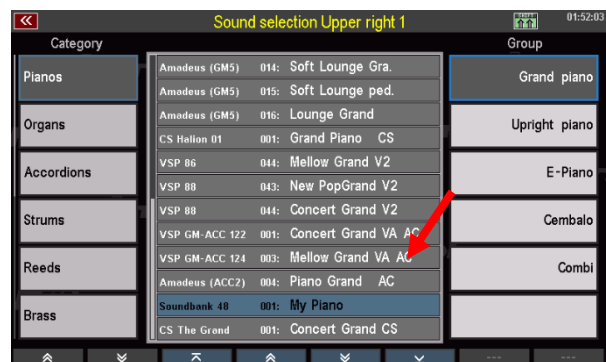 Sound selection Upper right 1
01:52:03
Category
Group
Pianos
Organs
Accordions
Strums
Reeds
Brass
Amadeus (GM5) 014: Soft Lounge Gra.
Amadeus (GM5) 015: Soft Lounge ped.
Amadeus (GM5) 016: Lounge Grand
CS Halion 01 001: Grand Piano CS
VSP 86 044: Mellow Grand V2
VSP 88 043: New PopGrand V2
VSP 88 044: Concert Grand V2
VSP GM-ACC 122 001: Concert Grand VA AC
VSP GM-ACC 124 003: Mellow Grand VA AC
Amadeus (ACC2) 004: Piano Grand AC
Soundbank 48 001: My Piano
CS The Grand 001: Concert Grand CS
Grand piano
Upright piano
E-Piano
Cembalo
Combi
--- ---